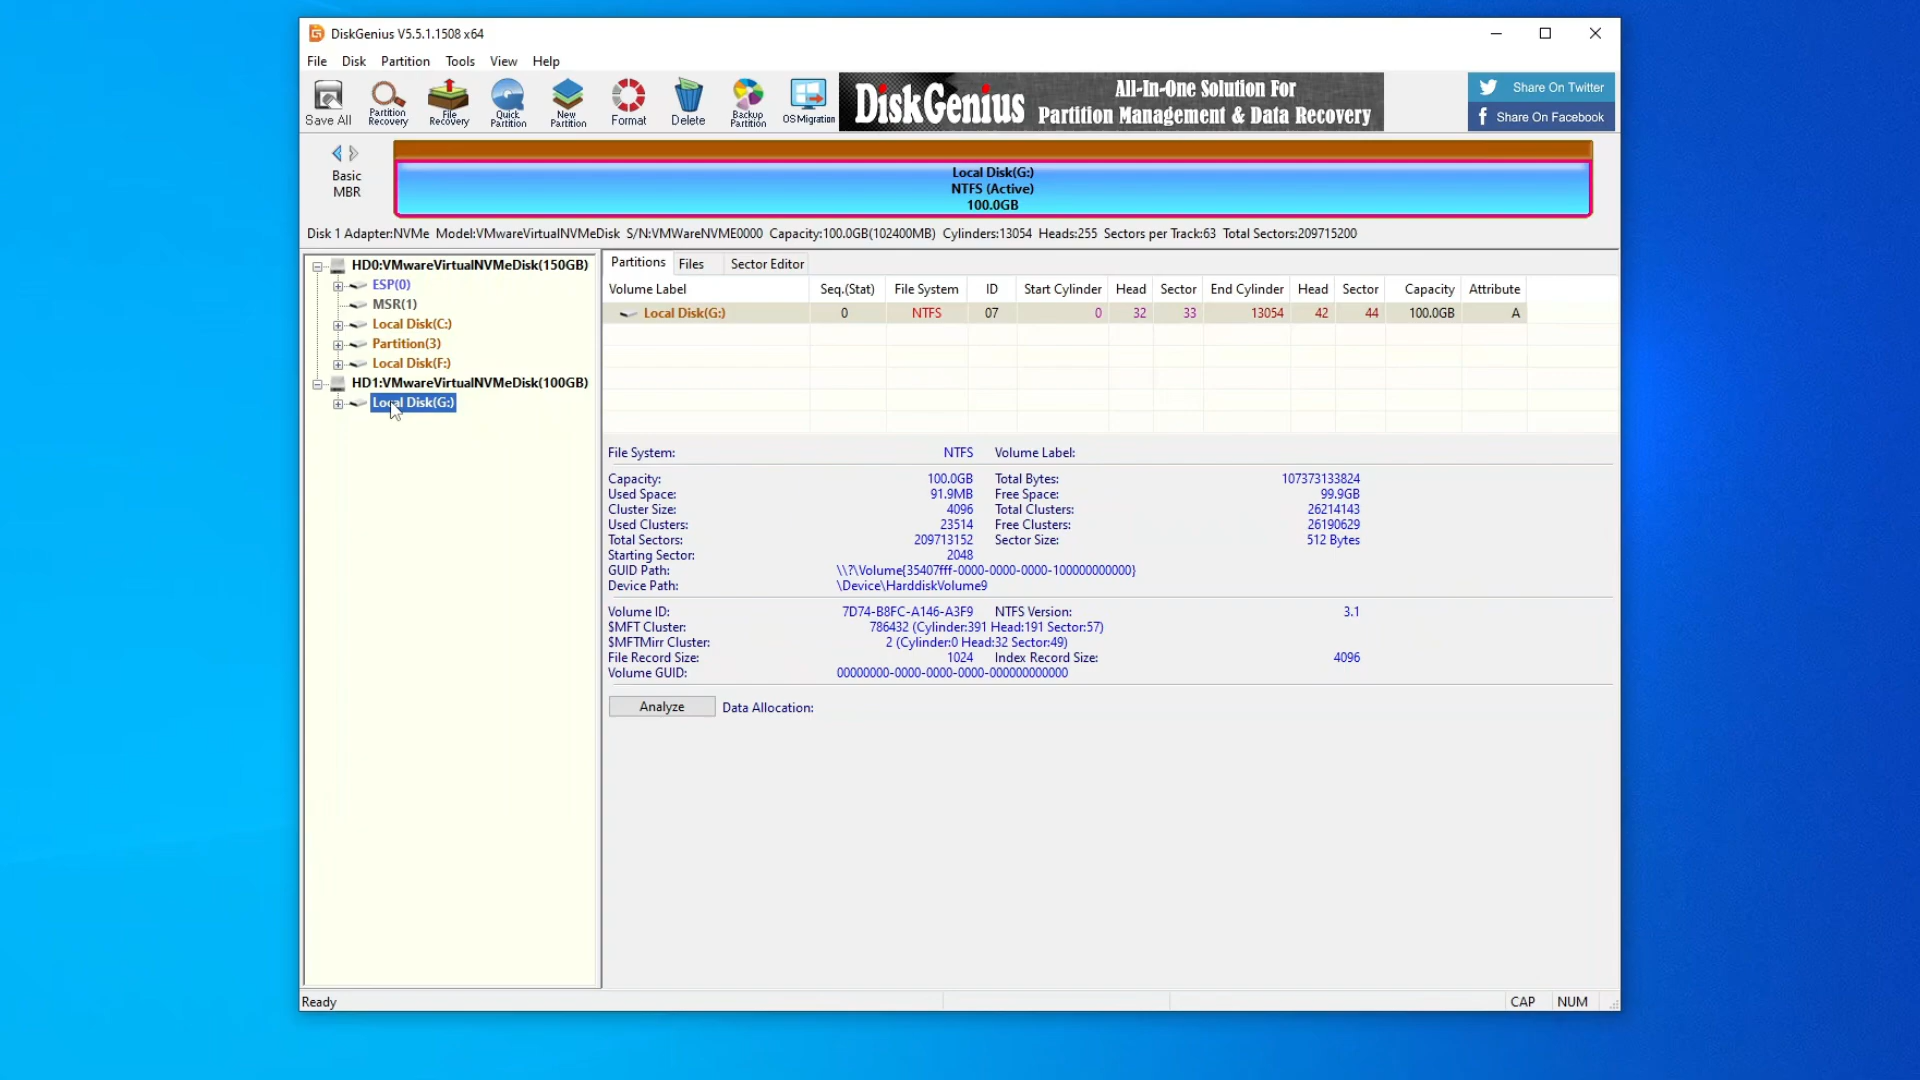 DiskGenius V5.5.1.1508 x64
File Disk Partition Tools View Help
Save All
Partition Recovery
File Recovery
Quick Partition
New Partition
Format
Delete
Backup Partition
OS Migration
DiskGenius
All-In-One Solution For
Partition Management & Data Recovery
Share On Twitter
Share On Facebook
Basic
MBR
Local Disk(G:)
NTFS (Active)
100.0GB
Disk 1 Adapter:NVMe Model:VMwareVirtualNVMeDisk S/N:VMWareNVME0000 Capacity:100.0GB(102400MB) Cylinders:13054 Heads:255 Sectors per Track:63 Total Sectors:209715200
HD0:VMwareVirtualNVMeDisk(150GB)
ESP(0)
MSR(1)
Local Disk(C:)
Partition(3)
Local Disk(F:)
HD1:VMwareVirtualNVMeDisk(100GB)
Local Disk(G:)
Partitions Files Sector Editor
Volume Label Seq.(Stat) File System ID Start Cylinder Head Sector End Cylinder Head Sector Capacity Attribute
Local Disk(G:) 0 NTFS 07 0 32 33 13054 42 44 100.0GB A
File System: NTFS Volume Label:
Capacity: 100.0GB Total Bytes: 107373133824
Used Space: 91.9MB Free Space: 99.9GB
Cluster Size: 4096 Total Clusters: 26214143
Used Clusters: 23514 Free Clusters: 26190629
Total Sectors: 209713152 Sector Size: 512 Bytes
Starting Sector: 2048
GUID Path: \\?\Volume{35407fff-0000-0000-0000-100000000000}
Device Path: \Device\HarddiskVolume9
Volume ID: 7D74-B8FC-A146-A3F9 NTFS Version: 3.1
$MFT Cluster: 786432 (Cylinder:391 Head:191 Sector:57)
$MFTMirr Cluster: 2 (Cylinder:0 Head:32 Sector:49)
File Record Size: 1024 Index Record Size: 4096
Volume GUID: 00000000-0000-0000-0000-000000000000
Analyze Data Allocation:
Ready CAP NUM